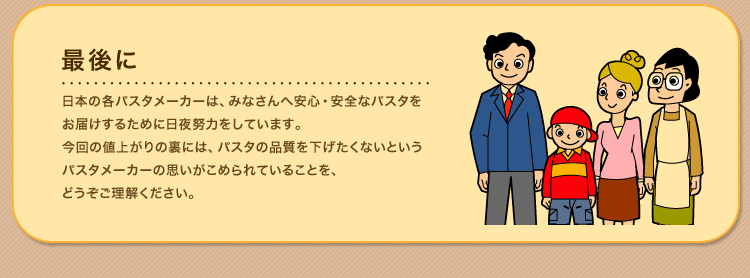 最後に
日本の各パスタメーカーは、みなさんへ安心・安全なパスタを
お届けするために日夜努力をしています。
今回の値上がりの裏には、パスタの品質を下げたくないという
パスタメーカーの思いがこめられていることを、
どうぞご理解ください。